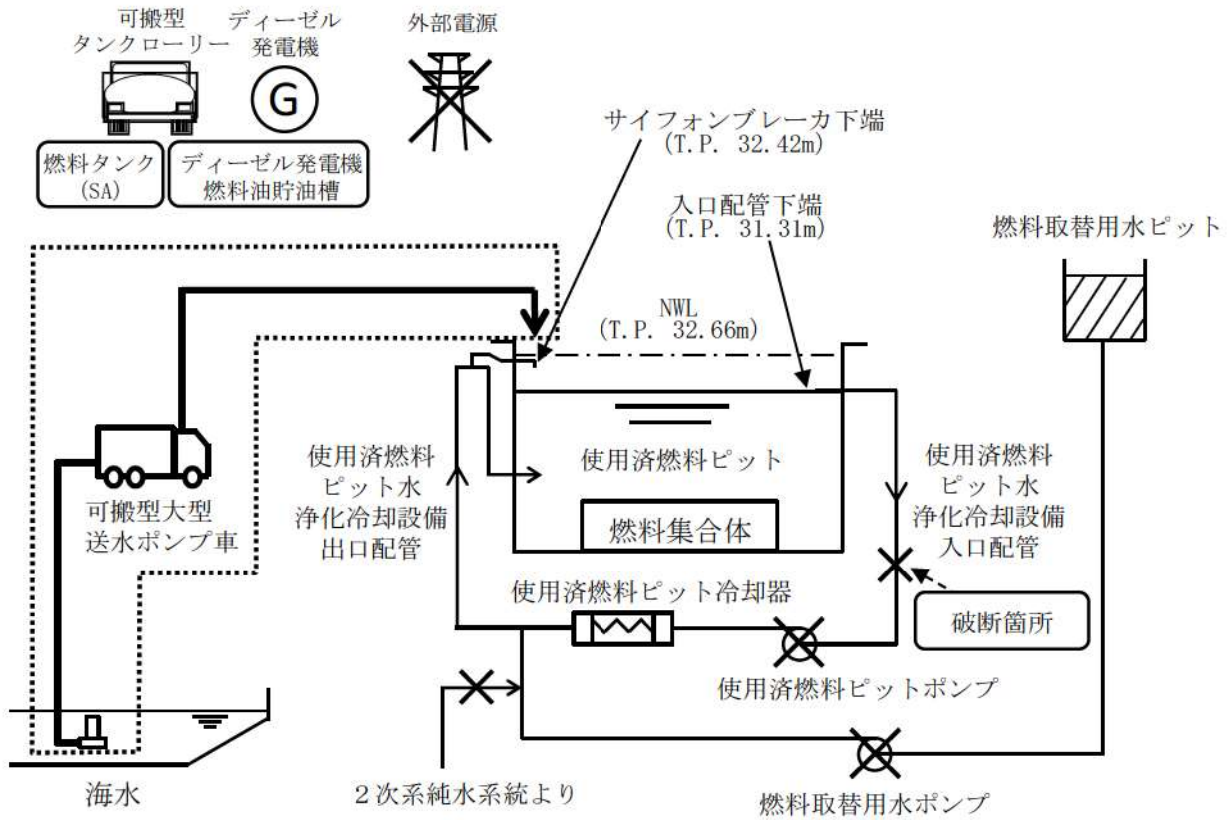 可搬型
タンクローリー
ディーゼル
発電機
外部電源
G
燃料タンク
(SA)
ディーゼル発電機
燃料油貯油槽
サイフォンブレーカ下端
(T.P. 32.42m)
入口配管下端
(T.P. 31.31m)
燃料取替用水ピット
NWL
(T.P. 32.66m)
可搬型大型
送水ポンプ車
使用済燃料
ピット水
浄化冷却設備
出口配管
使用済燃料ピット
燃料集合体
使用済燃料
ピット水
浄化冷却設備
入口配管
使用済燃料ピット冷却器
破断箇所
使用済燃料ピットポンプ
海水
2次系純水系統より
燃料取替用水ポンプ